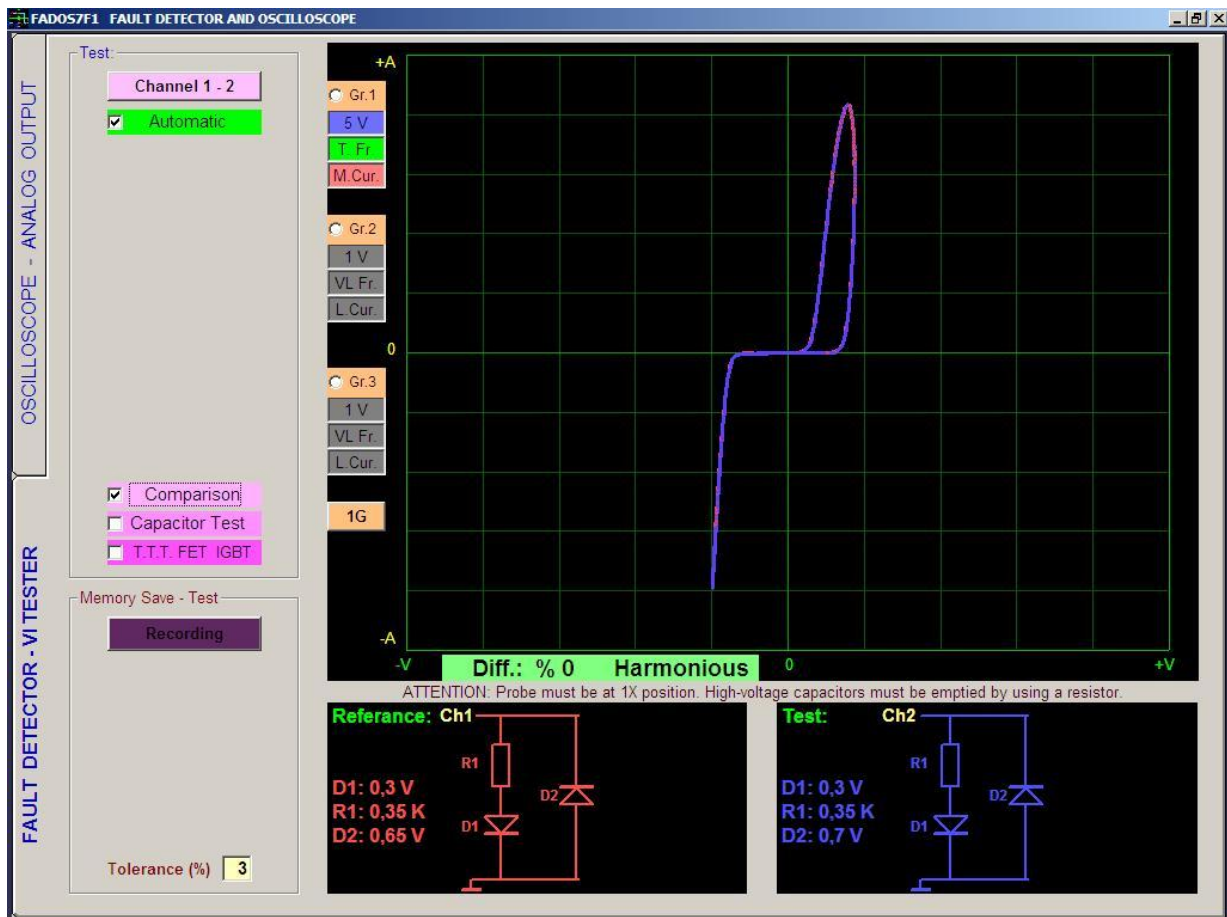 FADOS7F1 FAULT DETECTOR AND OSCILLOSCOPE
OSCILLOSCOPE - ANALOG OUTPUT
FAULT DETECTOR - VI TESTER
Test:
Channel 1 - 2
Automatic
Comparison
Capacitor Test
T.T.T. FET IGBT
Memory Save - Test
Recording
Tolerance (%) 3
+A
Gr.1
5 V
T. Fr
M.Cur.
Gr.2
1 V
VL Fr.
L.Cur.
0
Gr.3
1 V
VL Fr.
L.Cur.
1G
-A
-V
Diff.: % 0 Harmonious
0
+V
ATTENTION: Probe must be at 1X position. High-voltage capacitors must be emptied by using a resistor.
Referance: Ch1
R1
D1: 0,3 V
R1: 0,35 K
D2: 0,65 V
D2
D1
Test: Ch2
R1
D1: 0,3 V
R1: 0,35 K
D2: 0,7 V
D2
D1